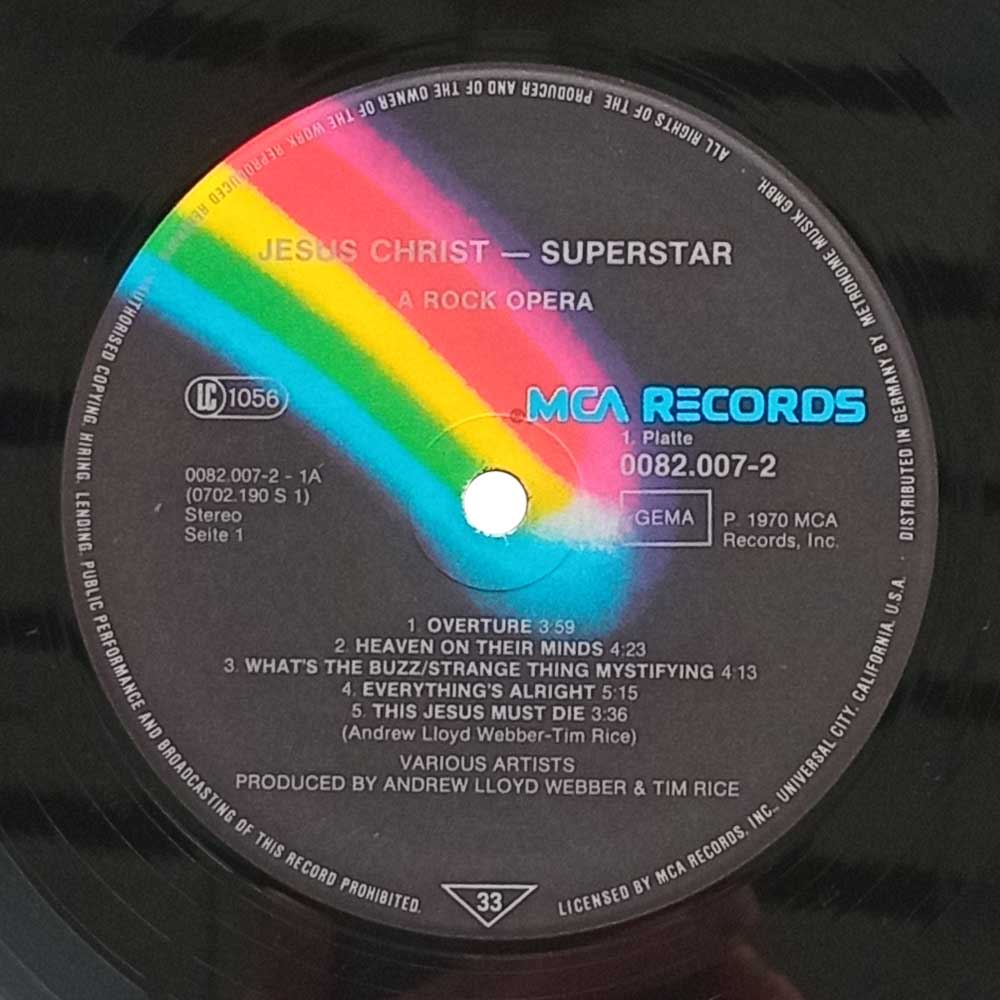 ALL RIGHTS OF THE PRODUCER AND OF THE OWNER OF THE WORK REPRODUCED RESERVED. UNAUTHORISED COPYING, HIRING, LENDING, PUBLIC PERFORMANCE AND BROADCASTING OF THIS RECORD PROHIBITED.
JESUS CHRIST — SUPERSTAR
A ROCK OPERA
LC 1056
MCA RECORDS
1. Platte
0082.007-2
0082.007-2 - 1A
(0702.190 S 1)
Stereo
Seite 1
GEMA
P. 1970 MCA
Records, Inc.
1 OVERTURE 3:59
2. HEAVEN ON THEIR MINDS 4:23
3. WHAT'S THE BUZZ/STRANGE THING MYSTIFYING 4:13
4. EVERYTHING'S ALRIGHT 5:15
5. THIS JESUS MUST DIE 3:36
(Andrew Lloyd Webber-Tim Rice)
VARIOUS ARTISTS
PRODUCED BY ANDREW LLOYD WEBBER & TIM RICE
33
LICENSED BY MCA RECORDS, INC., UNIVERSAL CITY, CALIFORNIA, U.S.A. · DISTRIBUTED IN GERMANY BY METRONOME MUSIK GMBH.